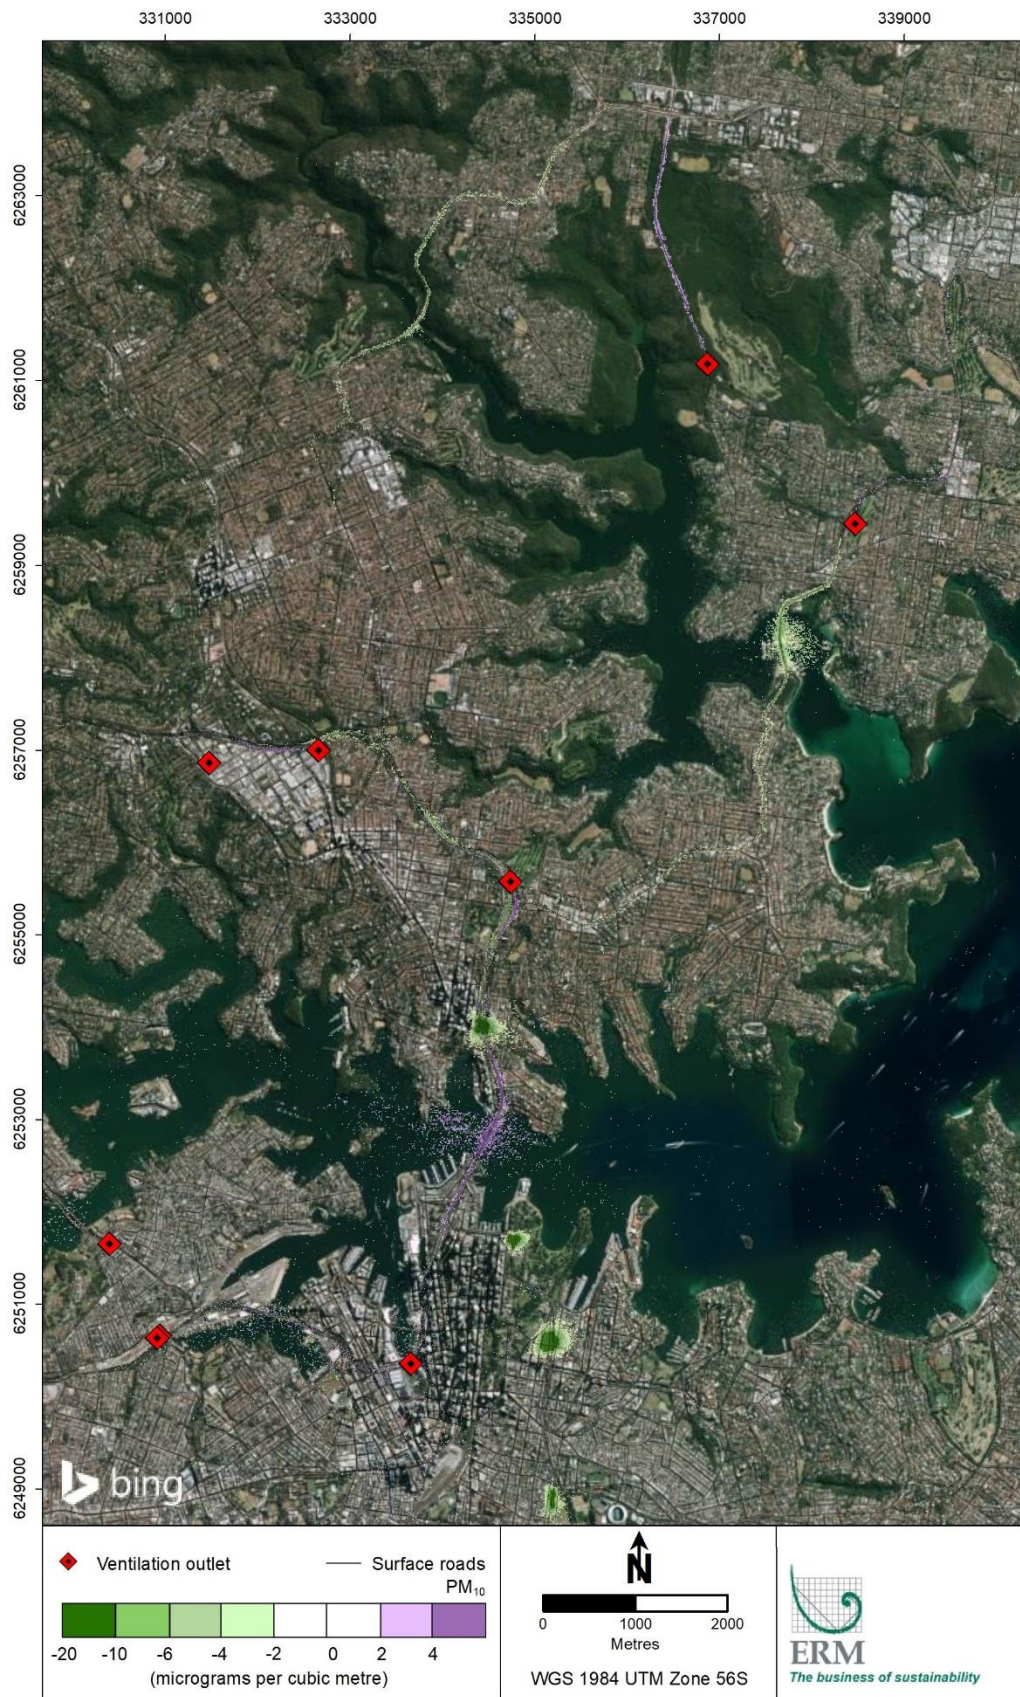 331000 333000 335000 337000 339000
6263000
6261000
6259000
6257000
6255000
6253000
6251000
6249000
bing
Ventilation outlet
Surface roads
PM₁₀
-20 -10 -6 -4 -2 0 2 4
(micrograms per cubic metre)
N
0 1000 2000
Metres
WGS 1984 UTM Zone 56S
ERM
The business of sustainability